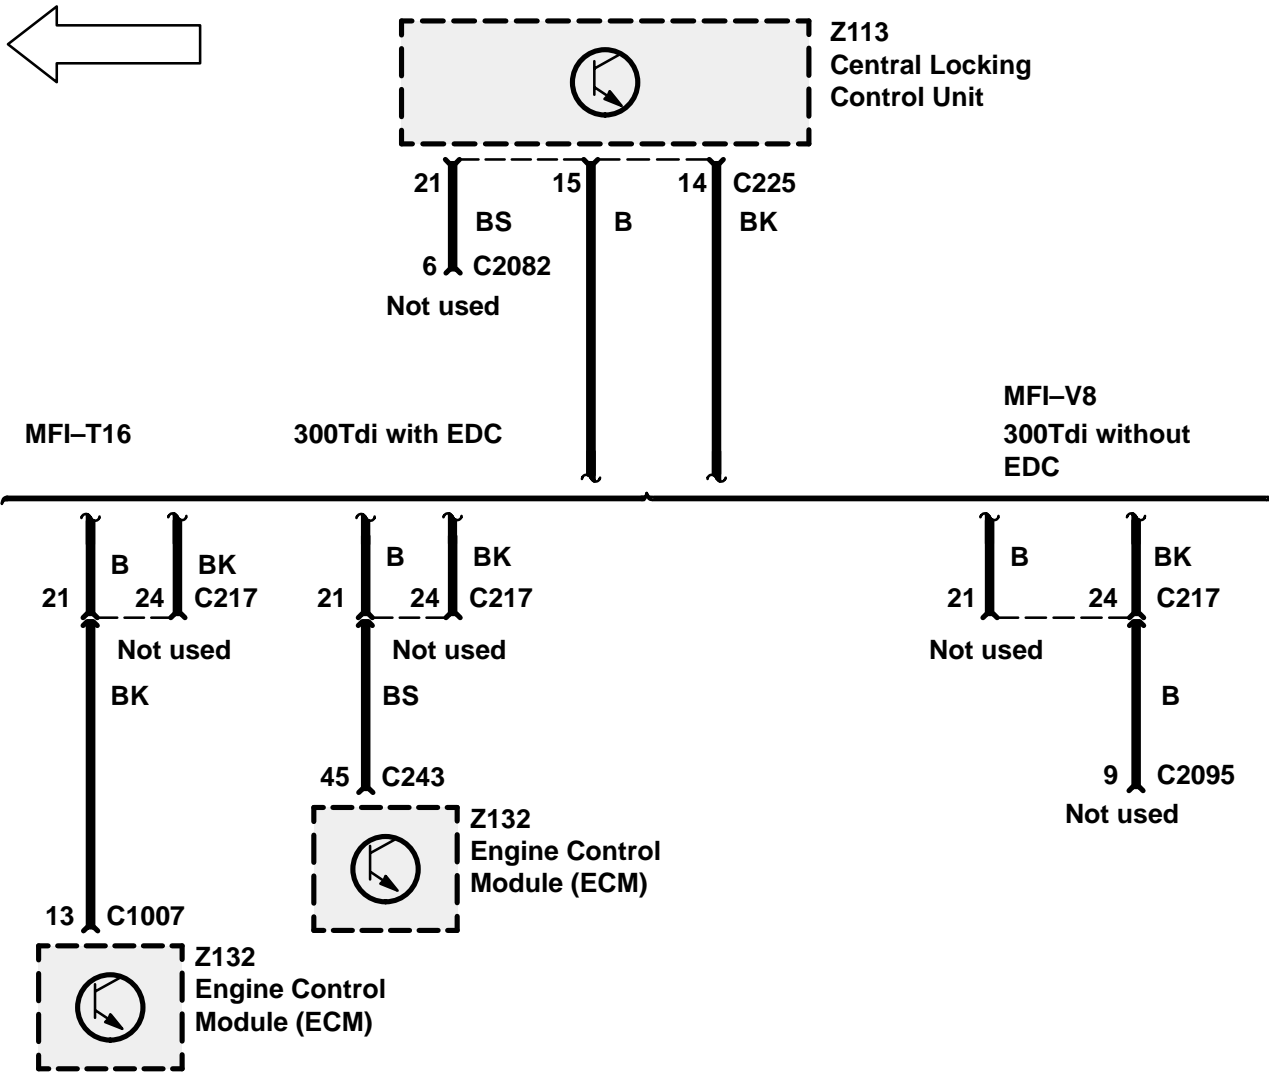 Z113
Central Locking
Control Unit
21 15 14 C225
BS B BK
6 C2082
Not used
MFI–T16
300Tdi with EDC
MFI–V8
300Tdi without
EDC
B BK B BK B BK
21 24 C217 21 24 C217 21 24 C217
Not used Not used Not used
BK BS B
45 C243 9 C2095
Not used
Z132
Engine Control
Module (ECM)
13 C1007
Z132
Engine Control
Module (ECM)